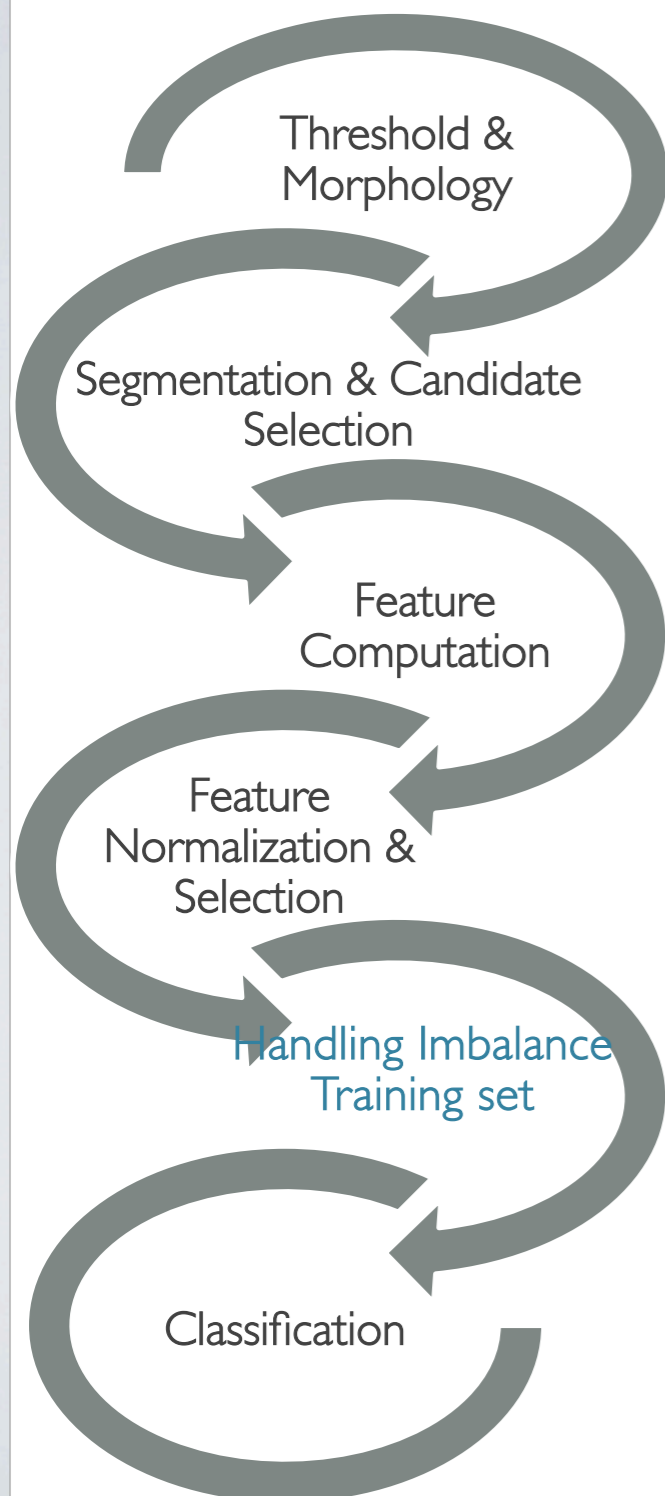 Threshold &
Morphology
Segmentation & Candidate
Selection
Feature
Computation
Feature
Normalization &
Selection
Handling Imbalance
Training set
Classification